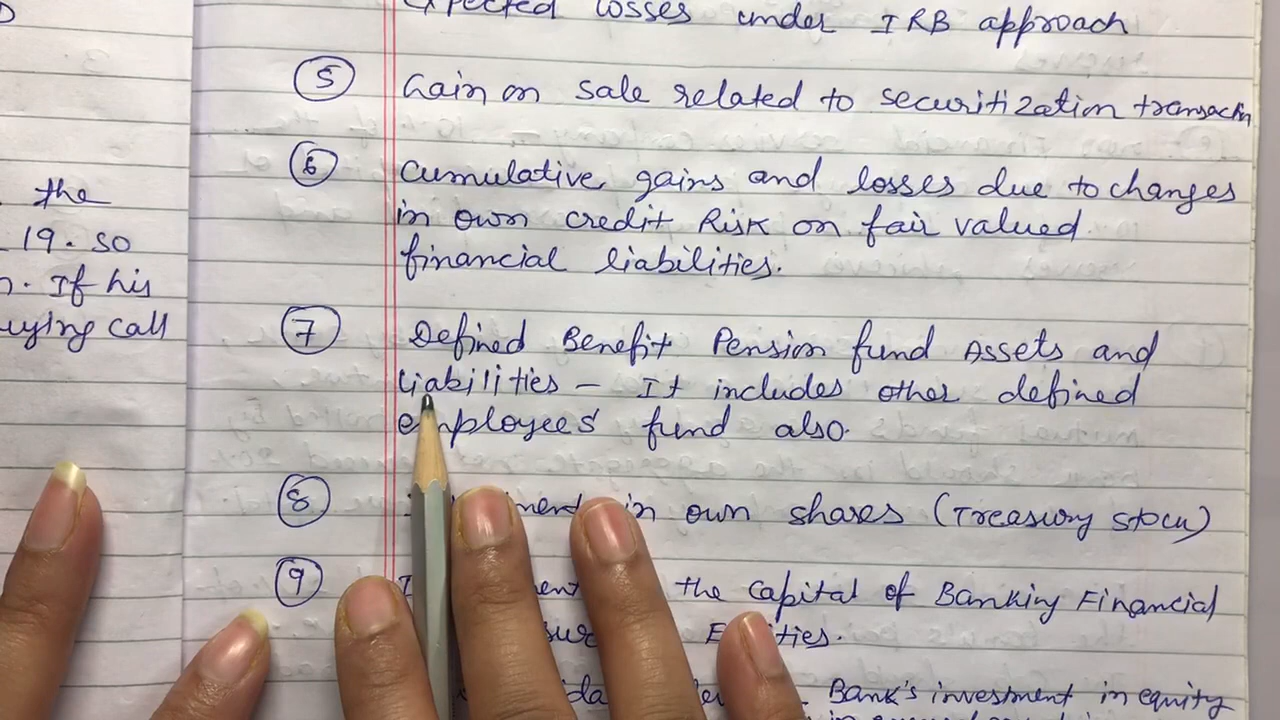 Expected losses under IRB approach
5 Gain on sale related to securitization
6 Cumulative gains and losses due to changes
in own credit Risk on fair valued
financial liabilities.
7 Defined Benefit Pension fund Assets and
liabilities - It includes other defined
employees' fund also.
8 in own shares (Treasury stock)
9 the capital of Banking Financial
Bank's investment in equity
the
19. so
If his
call